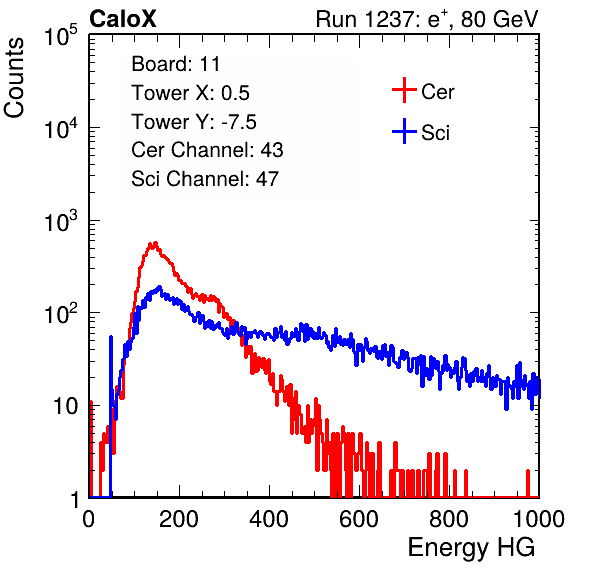 CaloX Run 1237: e⁺, 80 GeV
Counts
Board: 11
Tower X: 0.5
Tower Y: -7.5
Cer Channel: 43
Sci Channel: 47
Cer
Sci
10⁵
10⁴
10³
10²
10
1
0 200 400 600 800 1000
Energy HG